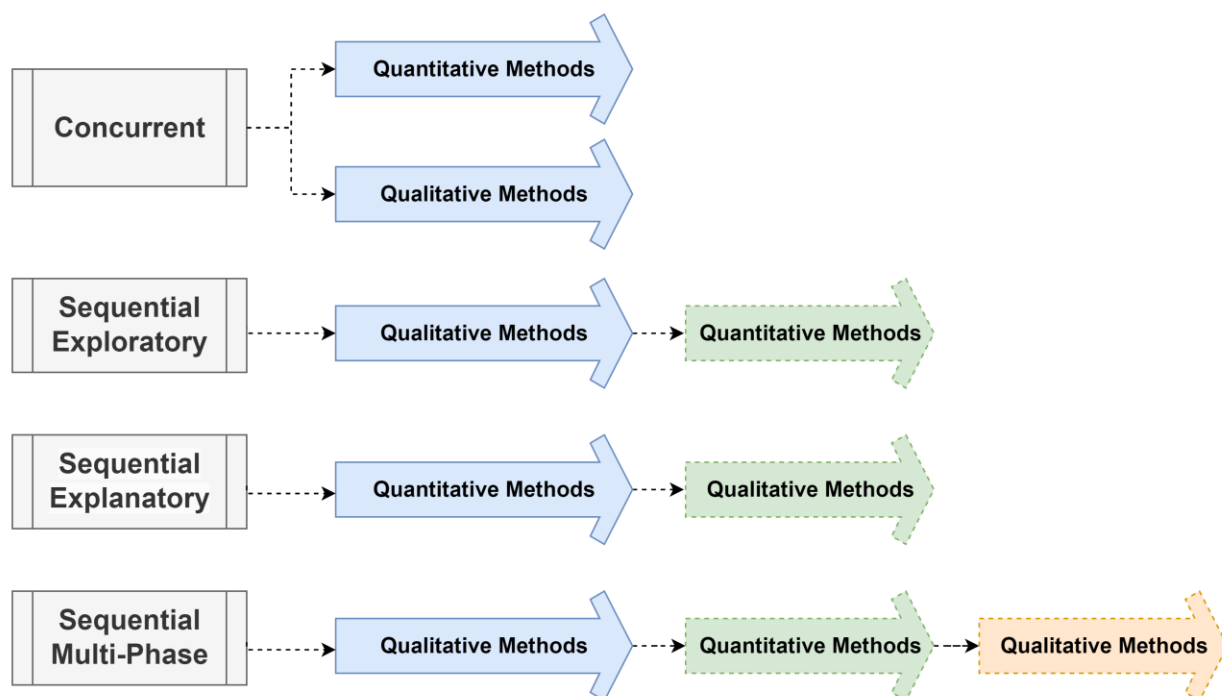 Concurrent
Quantitative Methods
Qualitative Methods
Sequential
Exploratory
Qualitative Methods
Quantitative Methods
Sequential
Explanatory
Quantitative Methods
Qualitative Methods
Sequential
Multi-Phase
Qualitative Methods
Quantitative Methods
Qualitative Methods